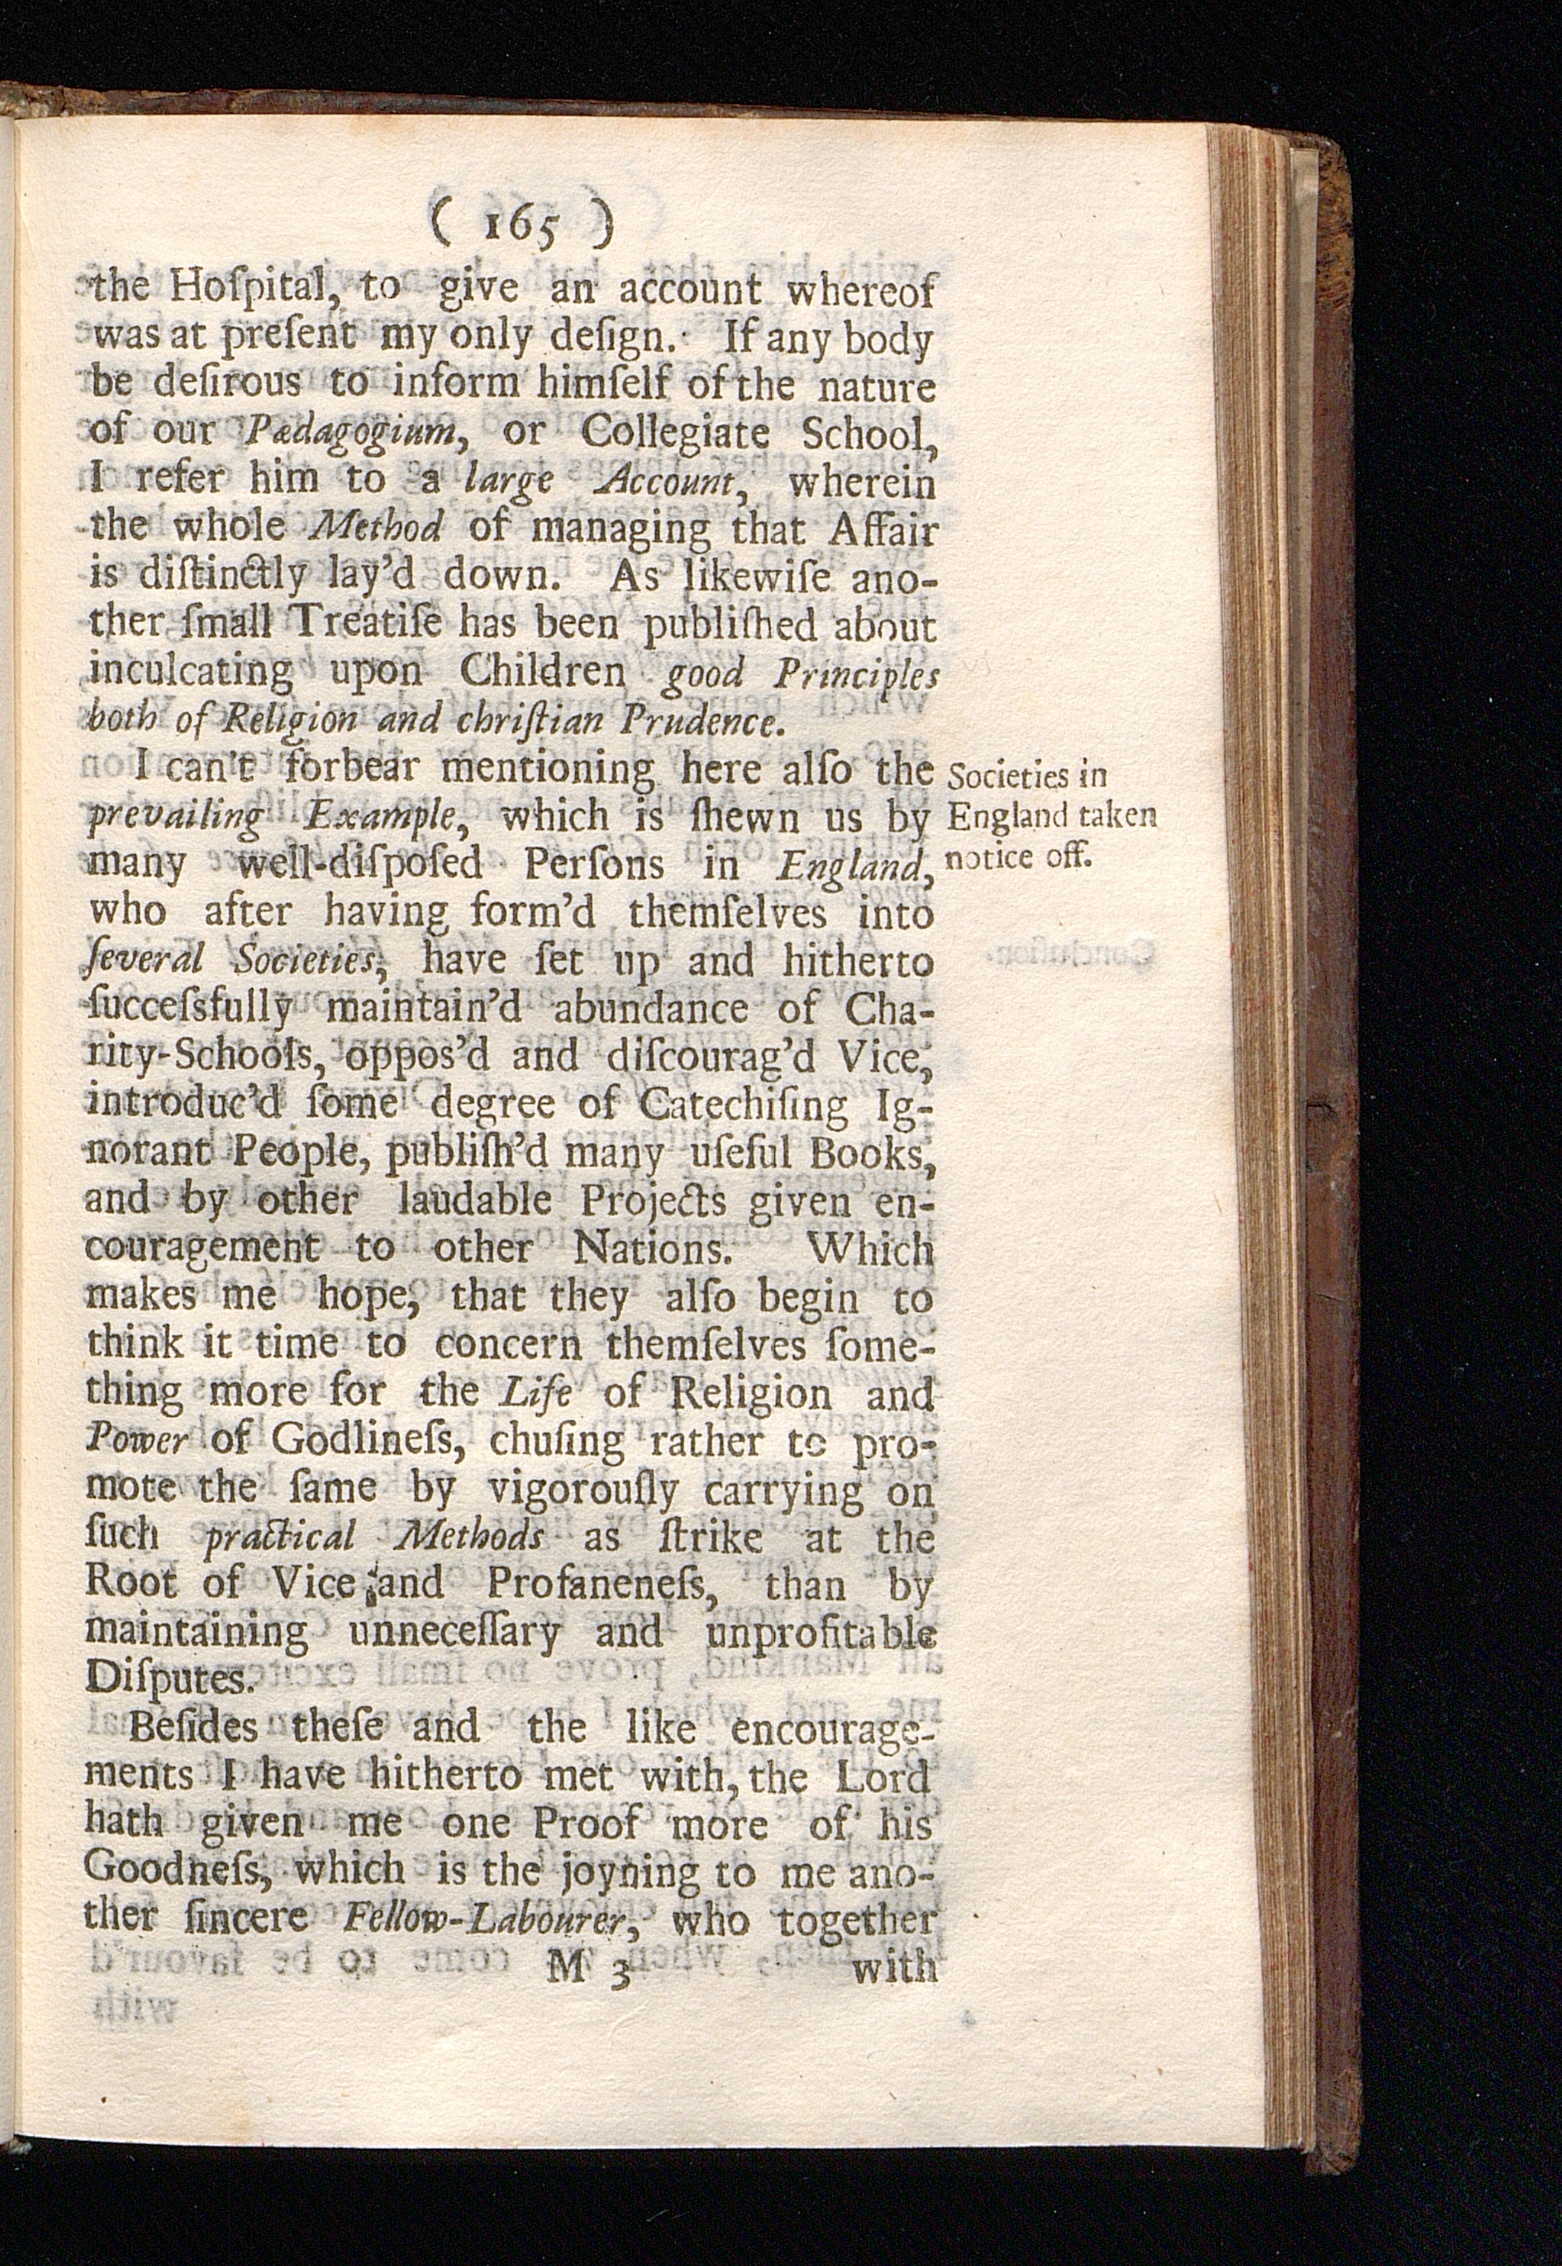 ( 165 )
the Hoſpital, to give an account whereof
was at preſent my only deſign. If any body
be deſirous to inform himſelf of the nature
of our Pædagogium, or Collegiate School,
I refer him to a large Account, wherein
the whole Method of managing that Affair
is diſtinctly lay'd down. As likewiſe ano-
ther ſmall Treatiſe has been publiſhed about
inculcating upon Children good Principles
both of Religion and chriſtian Prudence.
I can't forbear mentioning here alſo the
prevailing Example, which is ſhewn us by
many well-diſpoſed Perſons in England,
Societies in
England taken
notice off.
who after having form'd themſelves into
ſeveral Societies, have ſet up and hitherto
ſucceſsfully maintain'd abundance of Cha-
rity-Schools, oppos'd and diſcourag'd Vice,
introduc'd ſome degree of Catechiſing Ig-
norant People, publiſh'd many uſeful Books,
and by other laudable Projects given en-
couragement to other Nations. Which
makes me hope, that they alſo begin to
think it time to concern themſelves ſome-
thing more for the Life of Religion and
Power of Godlineſs, chuſing rather to pro-
mote the ſame by vigorouſly carrying on
ſuch practical Methods as ſtrike at the
Root of Vice and Profaneneſs, than by
maintaining unneceſſary and unprofitable
Diſputes.
Beſides theſe and the like encourage-
ments I have hitherto met with, the Lord
hath given me one Proof more of his
Goodneſs, which is the joyning to me ano-
ther ſincere Fellow-Labourer, who together
M 3 with